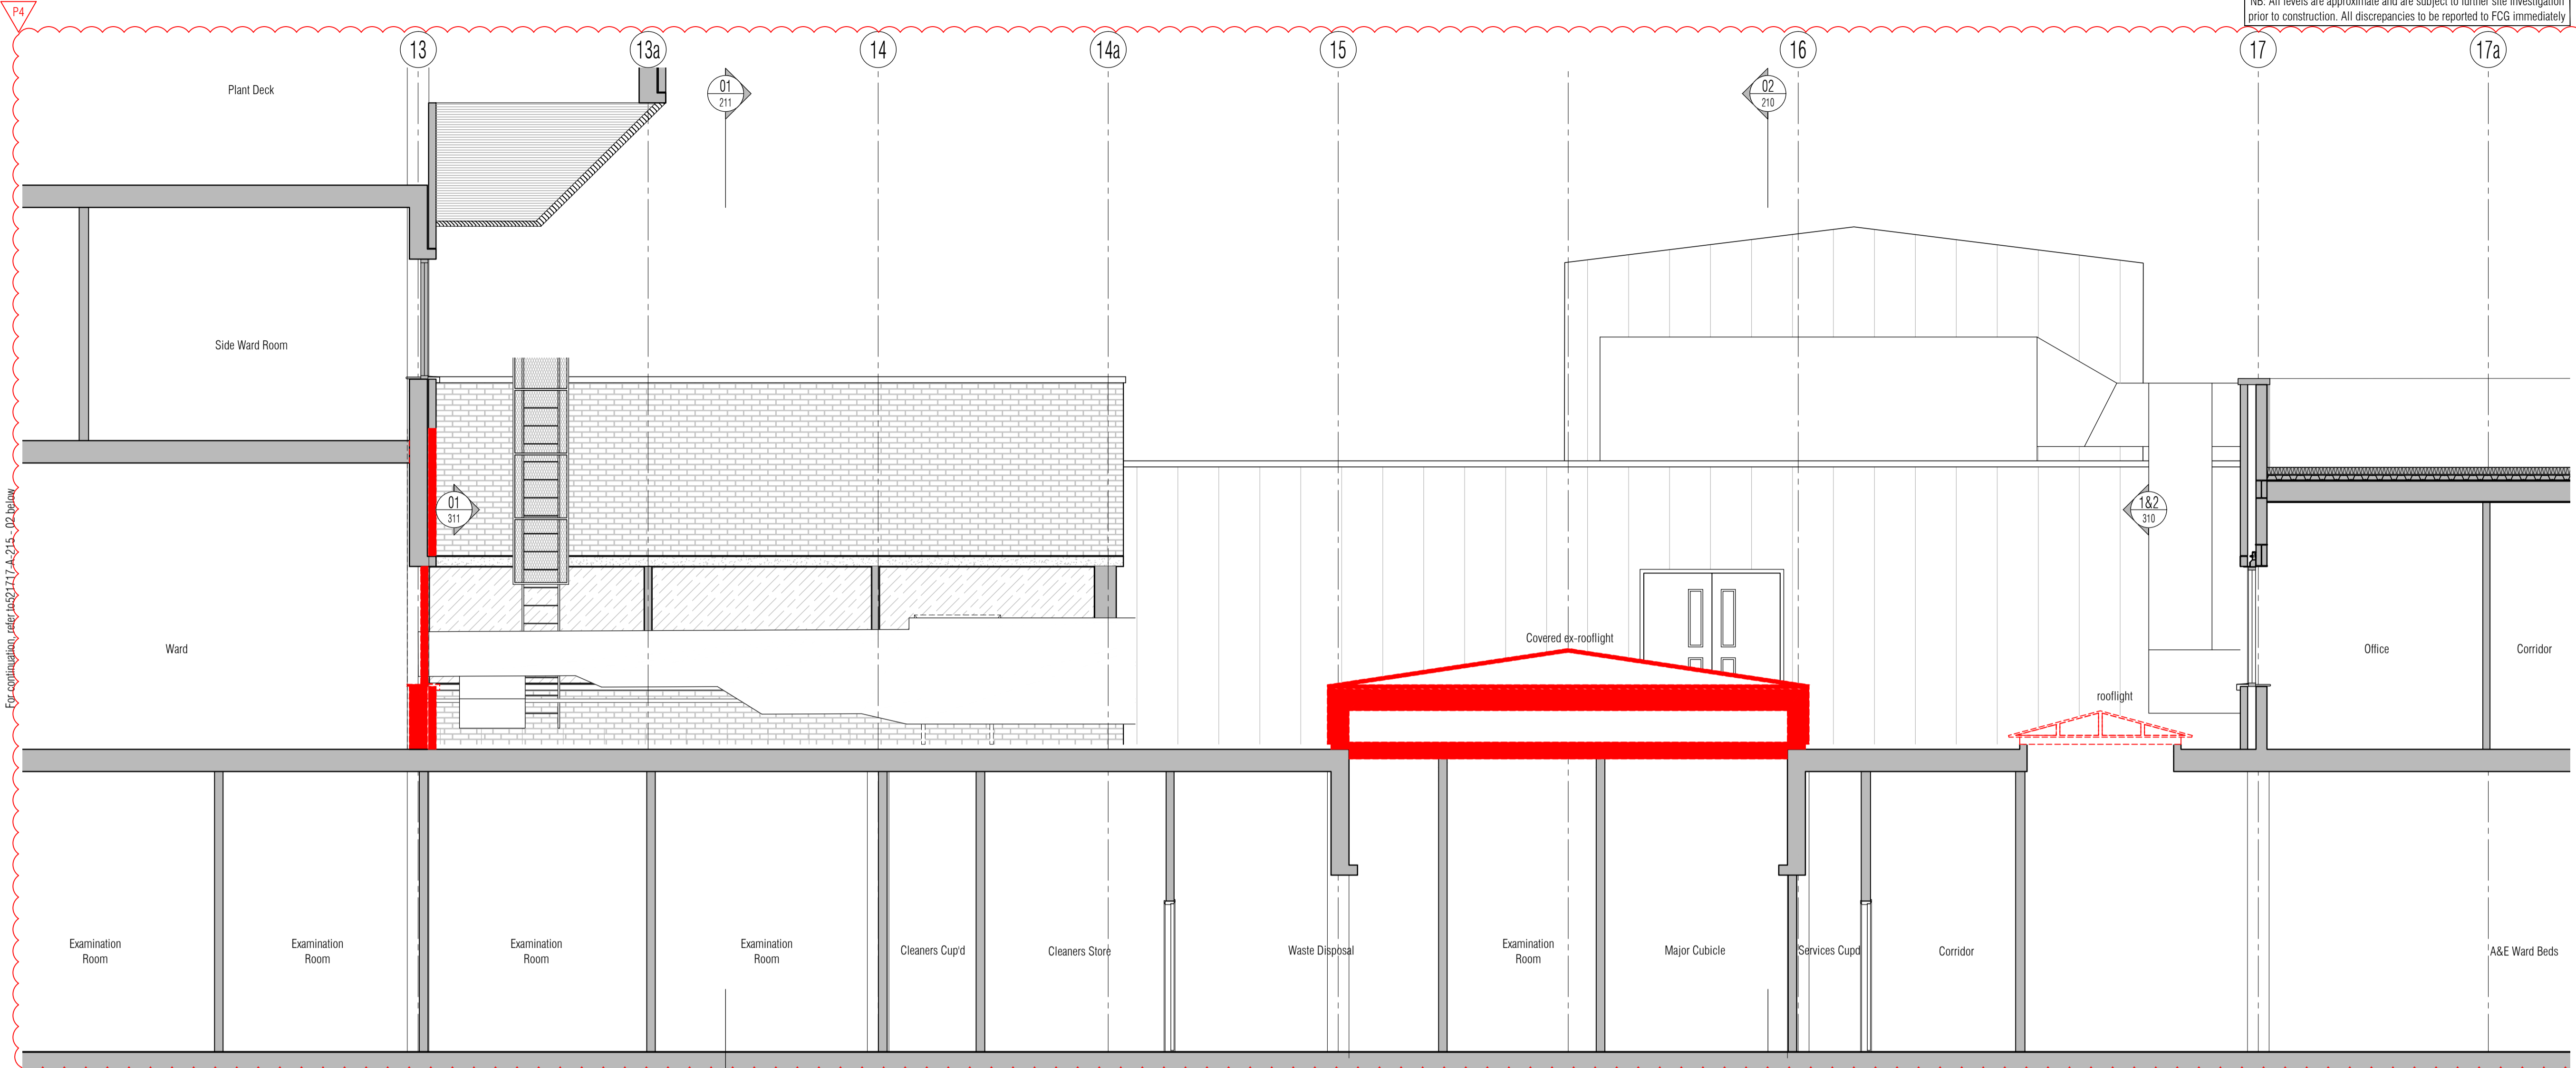 P4
NB: All levels are approximate and are subject to further site investigation
prior to construction. All discrepancies to be reported to FCG immediately
13
13a
14
14a
15
16
17
17a
Plant Deck
01
211
02
210
Side Ward Room
01
311
1&2
310
For continuation, refer to521717-A-215 - 02 below
Ward
Covered ex-rooflight
Office
Corridor
rooflight
Examination
Room
Examination
Room
Examination
Room
Examination
Room
Cleaners Cup'd
Cleaners Store
Waste Disposal
Examination
Room
Major Cubicle
Services Cupd
Corridor
A&E Ward Beds